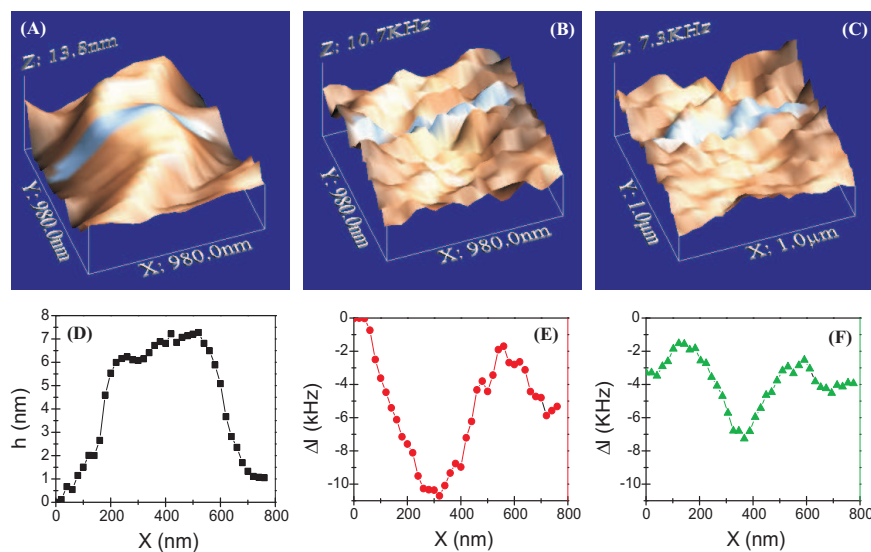 (A)
Z: 13.8nm
Y: 980.0nm
X: 980.0nm
(B)
Z: 10.7KHz
Y: 980.0nm
X: 980.0nm
(C)
Z: 7.3KHz
Y: 1.0µm
X: 1.0µm
(D)
h (nm)
8
7
6
5
4
3
2
1
0
0 200 400 600 800
X (nm)
(E)
ΔI (kHz)
-2
-4
-6
-8
-10
0 200 400 600 800
X (nm)
(F)
ΔI (kHz)
0
-2
-4
-6
-8
-10
0 200 400 600 800
X (nm)